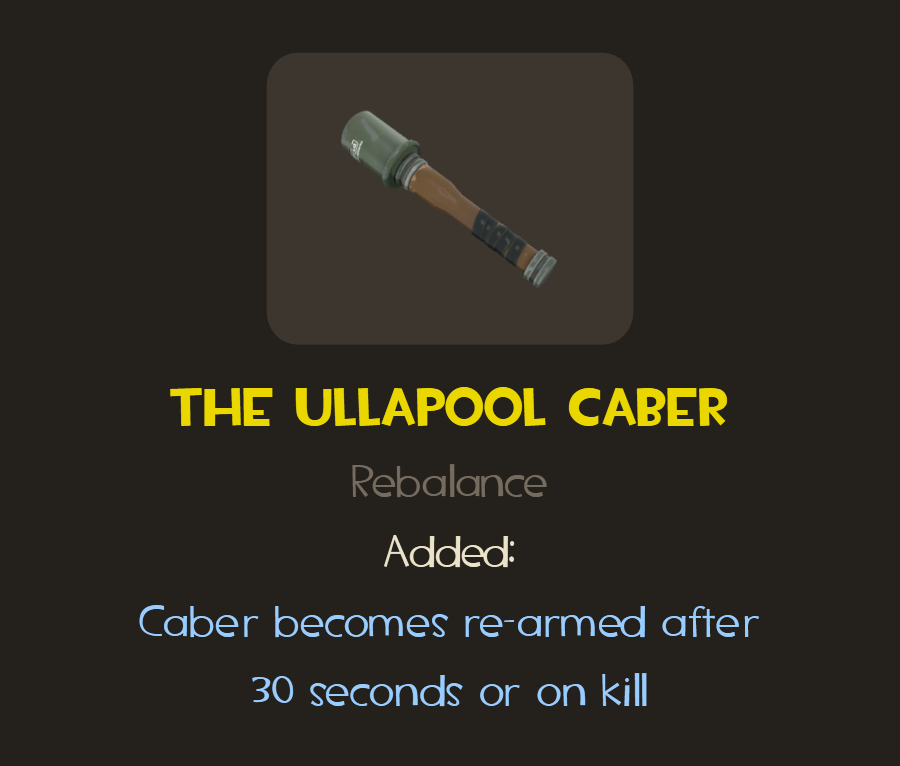 THE ULLAPOOL CABER
Rebalance
Added:
Caber becomes re-armed after
30 seconds or on kill